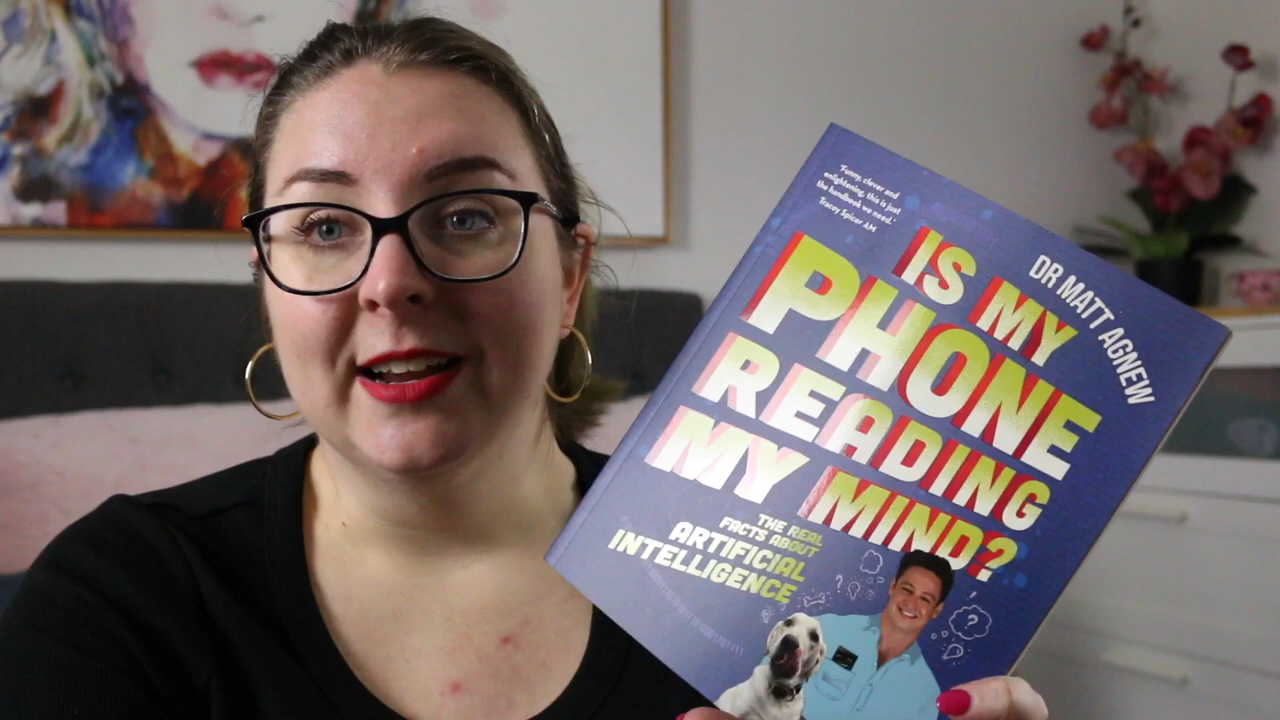 'Funny, clever and
enlightening, this is just
the handbook we need.'
Tracey Spicer AM
DR MATT AGNEW
IS MY
PHONE
READING
MY MIND?
THE REAL
FACTS ABOUT
ARTIFICIAL
INTELLIGENCE